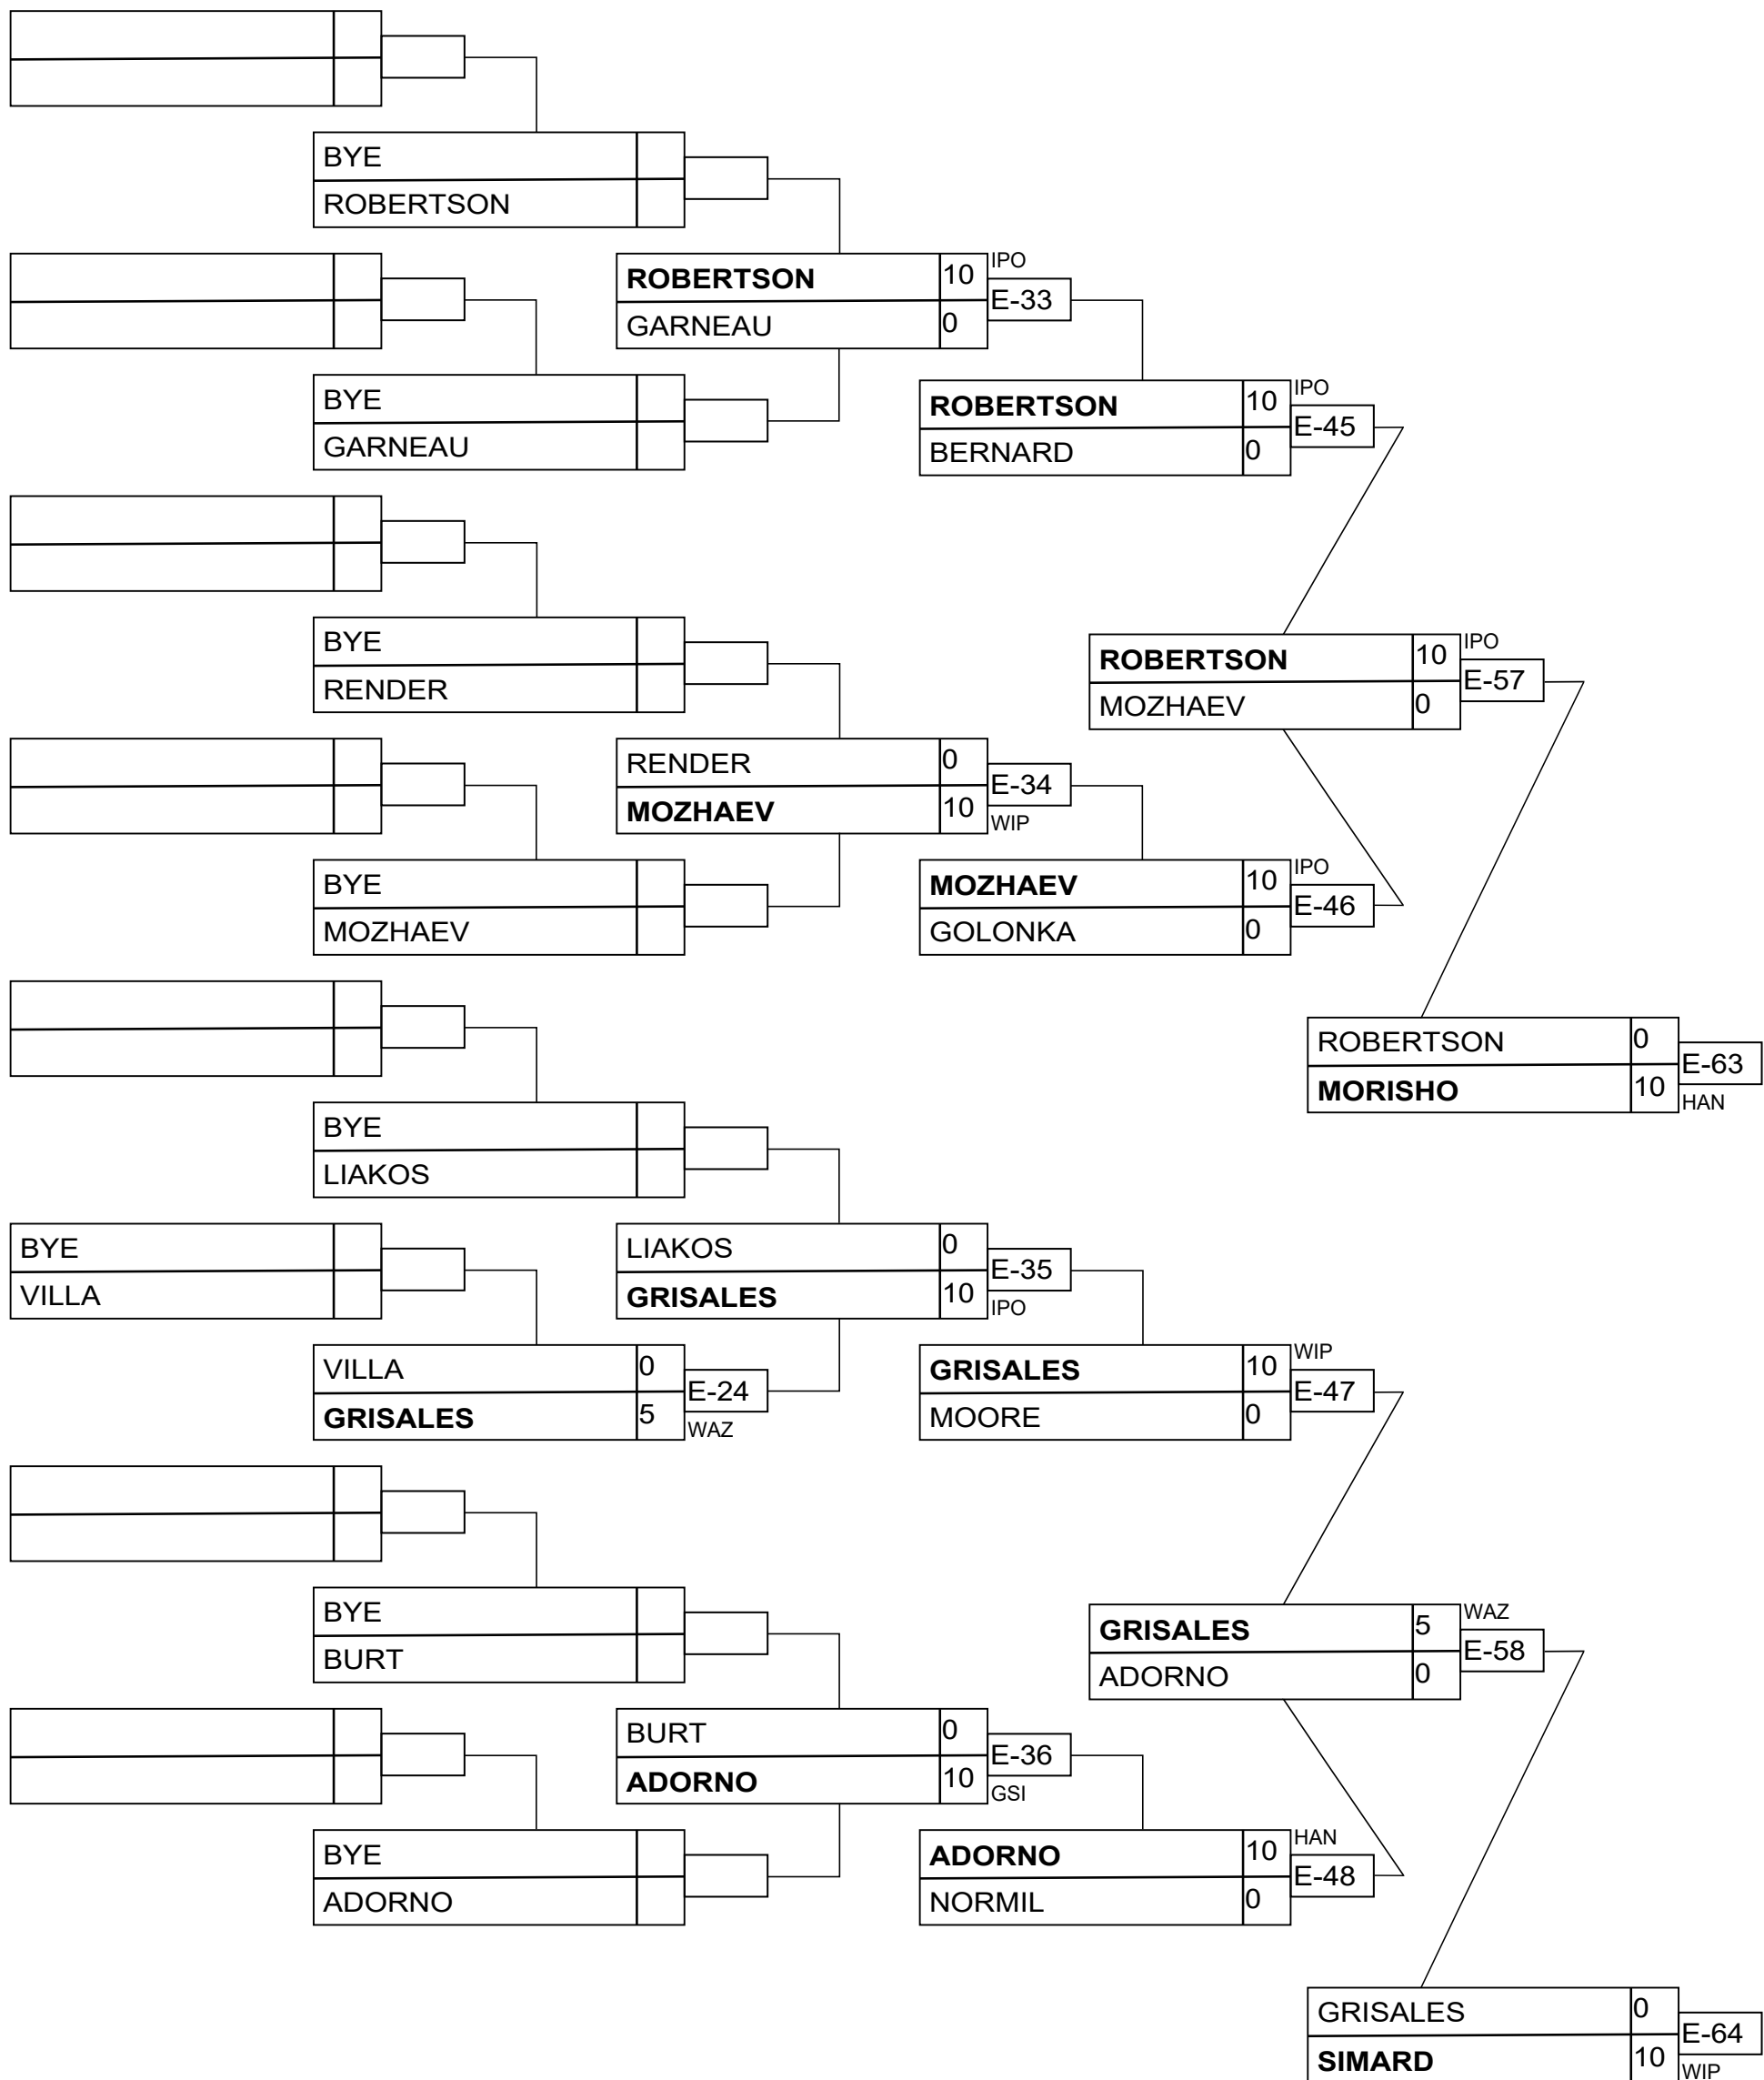 BYE
ROBERTSON
ROBERTSON 10 IPO
E-33
GARNEAU 0
BYE
GARNEAU
ROBERTSON 10 IPO
E-45
BERNARD 0
BYE
RENDER
ROBERTSON 10 IPO
E-57
MOZHAEV 0
RENDER 0
E-34
MOZHAEV 10 WIP
BYE
MOZHAEV
MOZHAEV 10 IPO
E-46
GOLONKA 0
ROBERTSON 0
E-63
MORISHO 10 HAN
BYE
LIAKOS
BYE
VILLA
LIAKOS 0
E-35
GRISALES 10 IPO
VILLA 0
E-24
GRISALES 5 WAZ
GRISALES 10 WIP
E-47
MOORE 0
BYE
BURT
GRISALES 5 WAZ
E-58
ADORNO 0
BURT 0
E-36
ADORNO 10 GSI
BYE
ADORNO
ADORNO 10 HAN
E-48
NORMIL 0
GRISALES 0
E-64
SIMARD 10 WIP